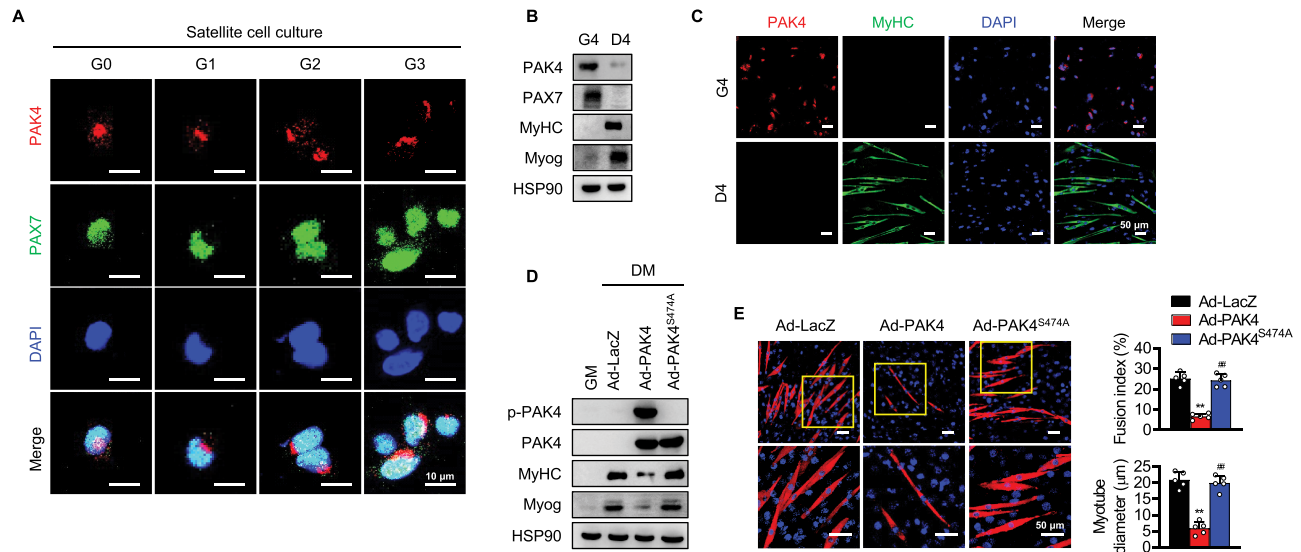 A
Satellite cell culture
G0 G1 G2 G3
PAK4
PAX7
DAPI
Merge
10 μm
B
G4 D4
PAK4
PAX7
MyHC
Myog
HSP90
C
PAK4 MyHC DAPI Merge
G4
D4
50 μm
D
DM
GM Ad-LacZ Ad-PAK4 Ad-PAK4S474A
p-PAK4
PAK4
MyHC
Myog
HSP90
E
Ad-LacZ Ad-PAK4 Ad-PAK4S474A
50 μm
Ad-LacZ
Ad-PAK4
Ad-PAK4S474A
Fusion index (%)
40
30
20
10
0
**
##
Myotube
diameter (μm)
25
20
15
10
5
0
**
##